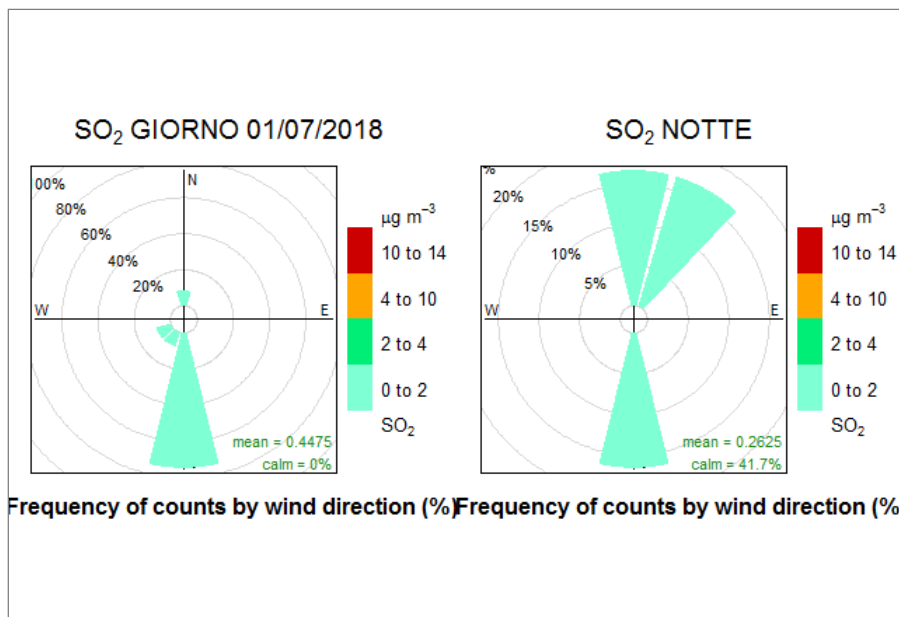 SO₂ GIORNO 01/07/2018
00%
80%
60%
40%
20%
N
W
E
mean = 0.4475
calm = 0%
μg m⁻³
10 to 14
4 to 10
2 to 4
0 to 2
SO₂
Frequency of counts by wind direction (%)
SO₂ NOTTE
%
20%
15%
10%
5%
W
E
mean = 0.2625
calm = 41.7%
μg m⁻³
10 to 14
4 to 10
2 to 4
0 to 2
SO₂
Frequency of counts by wind direction (%